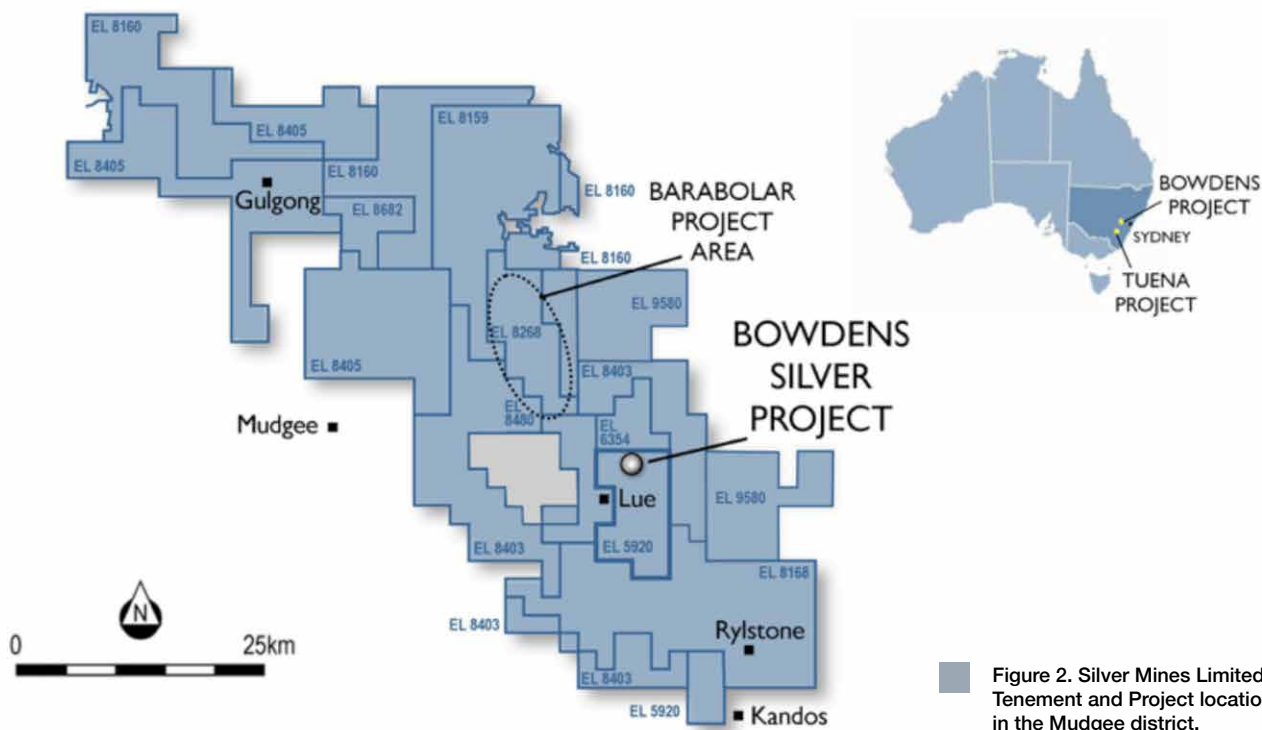 EL 8160
EL 8159
EL 8405
EL 8405
EL 8160
Gulgong
EL 8682
EL 8160
BARABOLAR
PROJECT
AREA
EL 8160
EL 9580
EL 8268
EL 8405
EL 8403
BOWDENS
SILVER
PROJECT
EL
8480
EL
6354
Mudgee
Lue
EL 9580
EL 8403
EL 5920
EL 8168
EL 8403
Rylstone
EL 8403
EL 5920
Kandos
N
0
25km
BOWDENS
PROJECT
SYDNEY
TUENA
PROJECT
Figure 2. Silver Mines Limited
Tenement and Project locatio
in the Mudgee district.